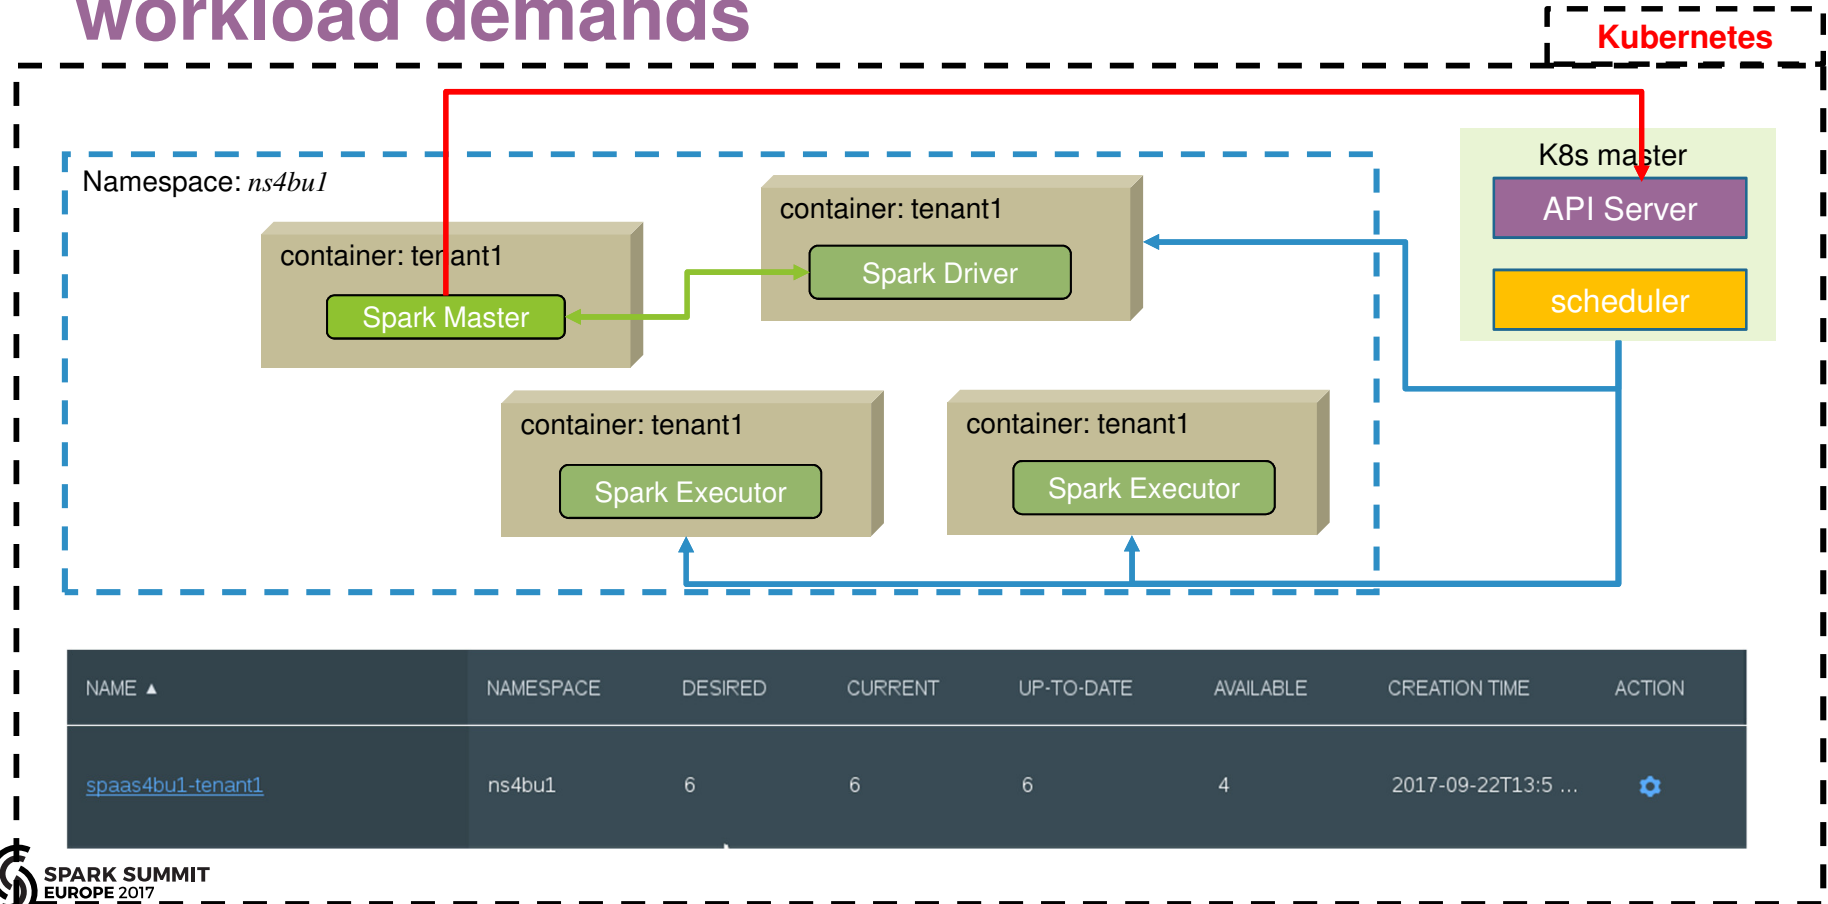 workload demands
Kubernetes
Namespace: ns4bu1
K8s master
API Server
scheduler
container: tenant1
Spark Driver
container: tenant1
Spark Master
container: tenant1
Spark Executor
container: tenant1
Spark Executor
NAME ▲ NAMESPACE DESIRED CURRENT UP-TO-DATE AVAILABLE CREATION TIME ACTION
spaas4bu1-tenant1 ns4bu1 6 6 6 4 2017-09-22T13:5 ...
SPARK SUMMIT
EUROPE 2017